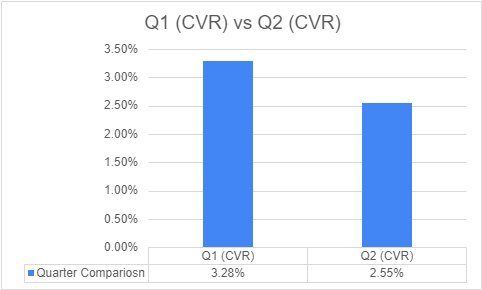 Q1 (CVR) vs Q2 (CVR)
3.50%
3.00%
2.50%
2.00%
1.50%
1.00%
0.50%
0.00%
Q1 (CVR) Q2 (CVR)
Quarter Compariosn 3.28% 2.55%